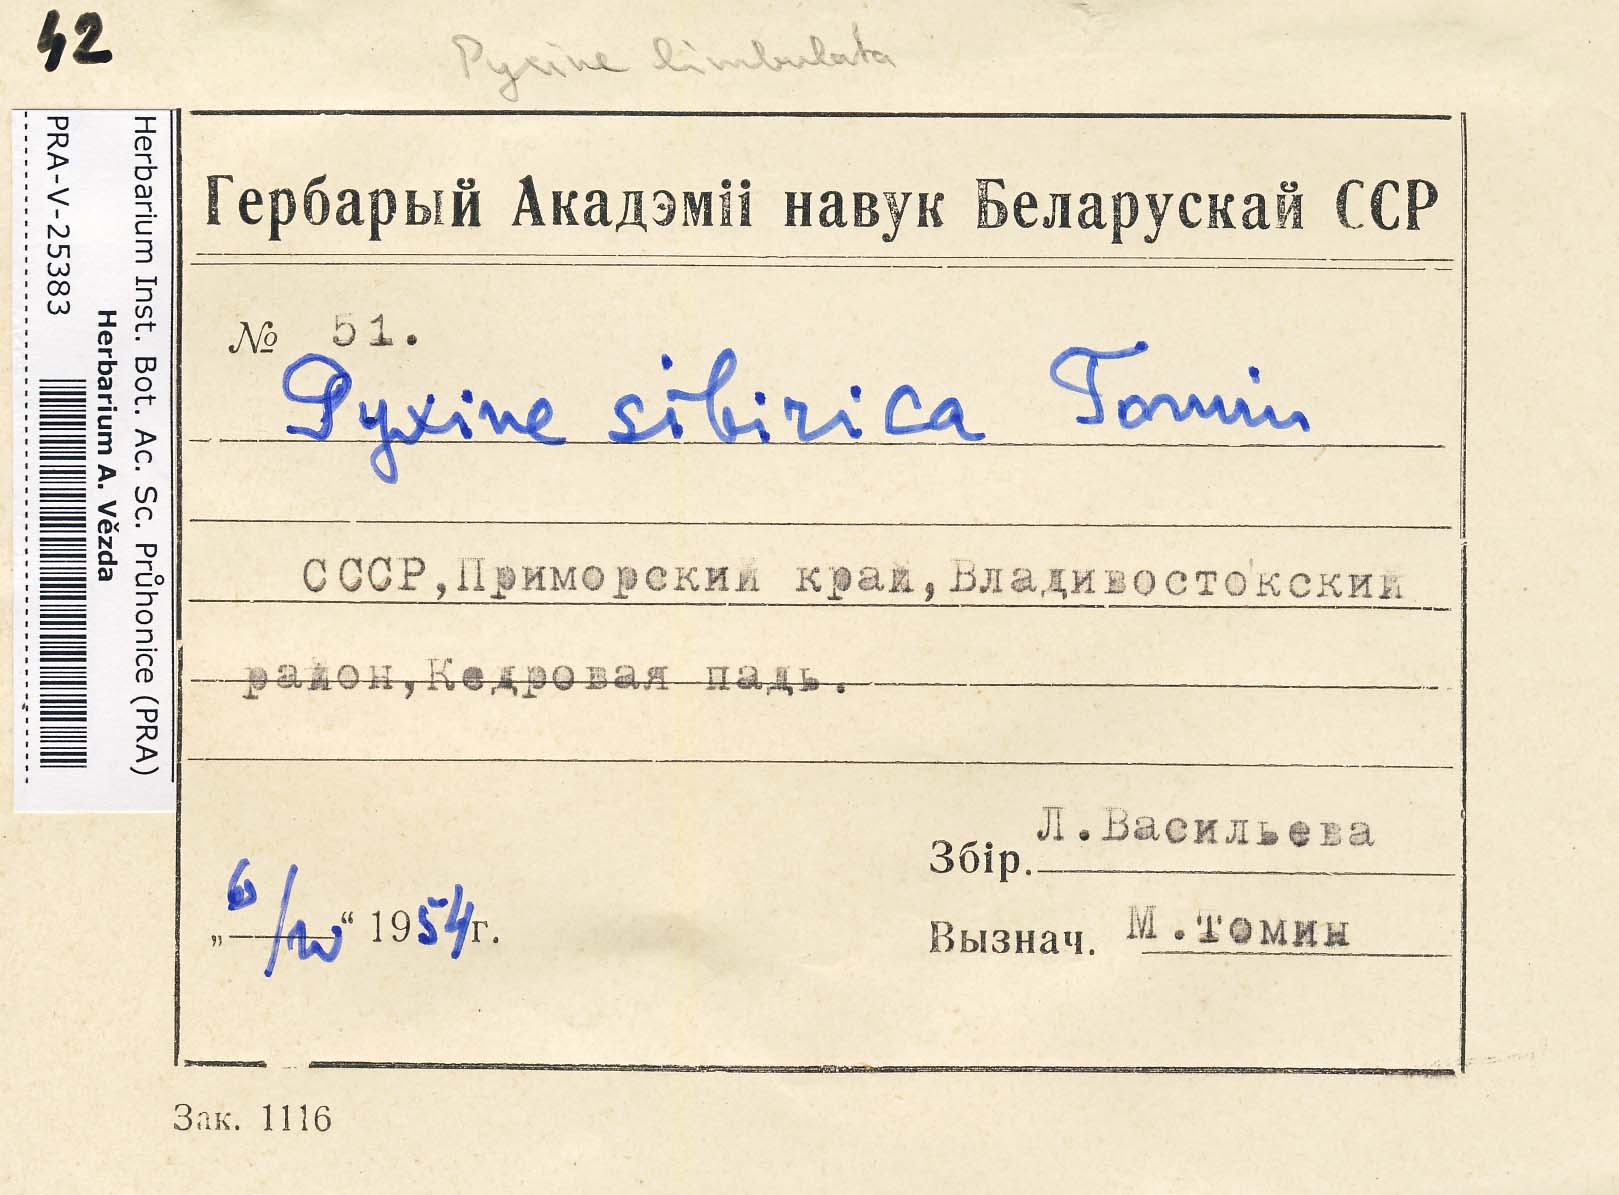 42
Pyxine limbulata
Herbarium Inst. Bot. Ac. Sc. Průhonice (PRA)
Herbarium A. Vězda
PRA-V-25383
Гербарый Акадэміі навук Беларускай ССР
№ 51.
Pyxine sibirica Tomin
СССР,Приморский край,Владивостокский
район,Кедровая падь.
Збір. Л.Васильева
„6/IV“ 1954г.
Вызнач. М.Томин
Зак. 1116